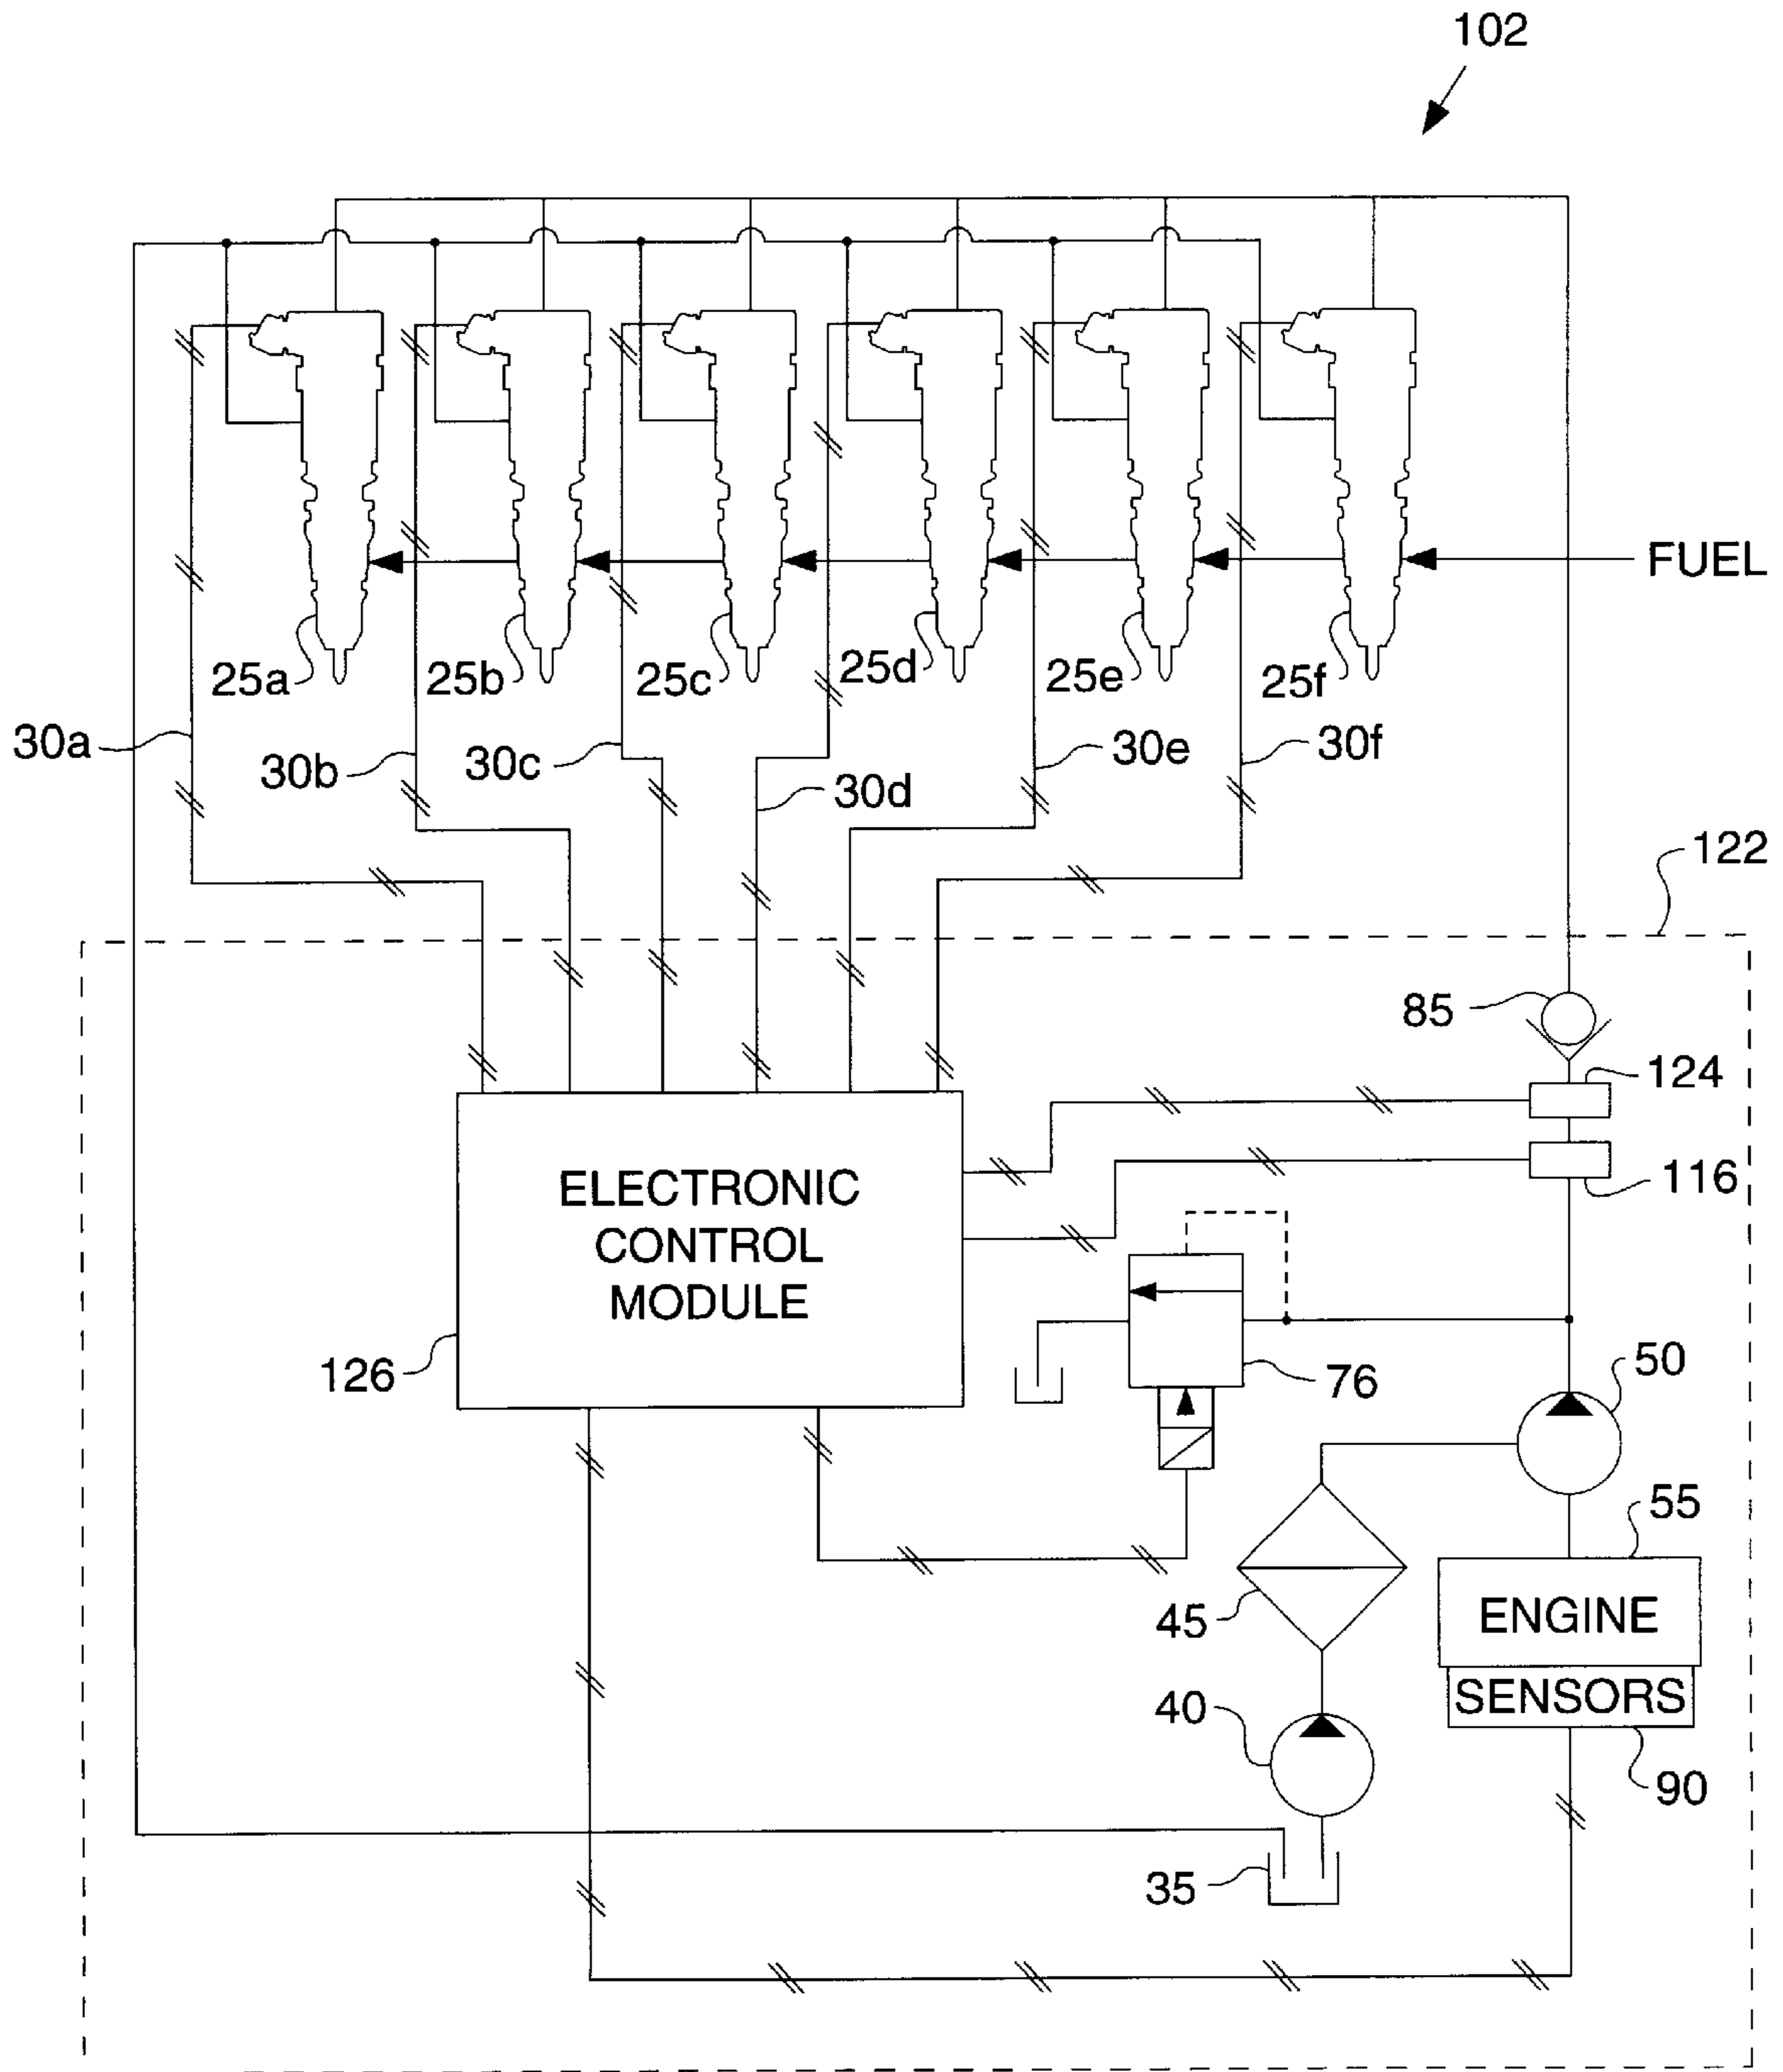 102
FUEL
25a
25b
25c
25d
25e
25f
30a
30b
30c
30d
30e
30f
122
85
124
116
ELECTRONIC
CONTROL
MODULE
126
76
50
55
45
ENGINE
SENSORS
40
90
35